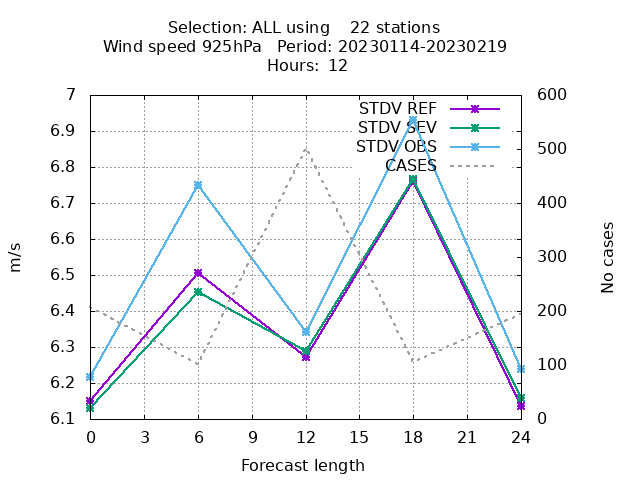 Selection: ALL using    22 stations
Wind speed 925hPa   Period: 20230114-20230219
Hours:  12
7
6.9
6.8
6.7
6.6
6.5
6.4
6.3
6.2
6.1
m/s
STDV REF
STDV SEV
STDV OBS
CASES
600
500
400
300
200
100
0
No cases
0 3 6 9 12 15 18 21 24
Forecast length